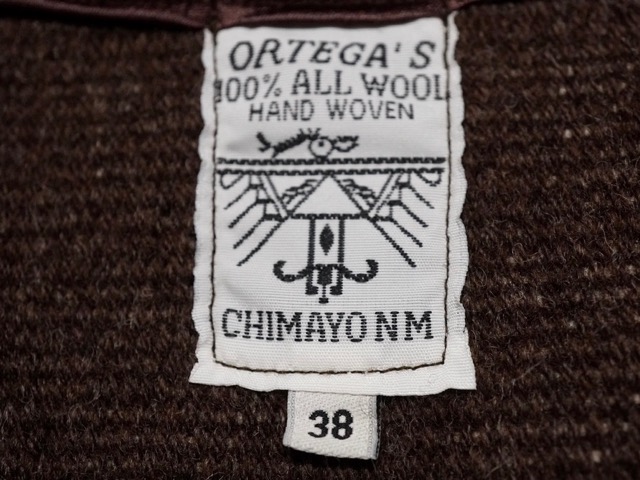 ORTEGA'S
100% ALL WOOL
HAND WOVEN
CHIMAYO NM
38